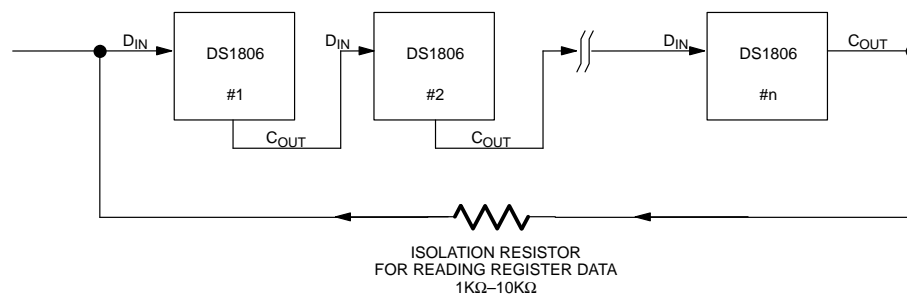 D_IN
DS1806
#1
C_OUT
D_IN
DS1806
#2
C_OUT
D_IN
DS1806
#n
C_OUT
ISOLATION RESISTOR
FOR READING REGISTER DATA
1KΩ–10KΩ